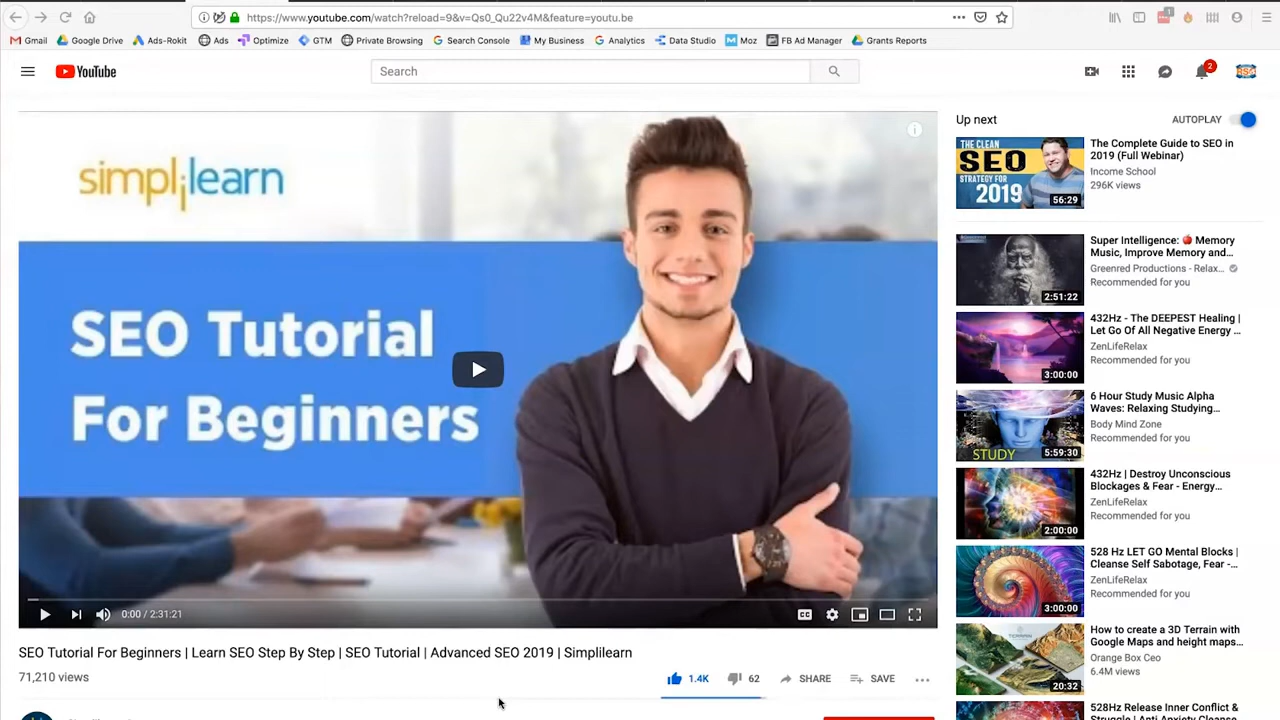 https://www.youtube.com/watch?reload=9&v=Qs0_Qu22v4M&feature=youtu.be
1
Gmail Google Drive Ads-Rokit Ads Optimize GTM Private Browsing Search Console My Business Analytics Data Studio Moz FB Ad Manager Grants Reports
YouTube
Search
2
simplilearn
SEO Tutorial
For Beginners
0:00 / 2:31:21
CC
SEO Tutorial For Beginners | Learn SEO Step By Step | SEO Tutorial | Advanced SEO 2019 | Simplilearn
71,210 views
1.4K 62 SHARE SAVE
Up next AUTOPLAY
THE CLEAN
SEO
STRATEGY FOR
2019
56:29
The Complete Guide to SEO in
2019 (Full Webinar)
Income School
296K views
2:51:22
Super Intelligence: 🍎 Memory
Music, Improve Memory and...
Greenred Productions - Relax...
Recommended for you
3:00:00
432Hz - The DEEPEST Healing |
Let Go Of All Negative Energy ...
ZenLifeRelax
Recommended for you
STUDY
5:59:30
6 Hour Study Music Alpha
Waves: Relaxing Studying...
Body Mind Zone
Recommended for you
2:00:00
432Hz | Destroy Unconscious
Blockages & Fear - Energy...
ZenLifeRelax
Recommended for you
3:00:00
528 Hz LET GO Mental Blocks |
Cleanse Self Sabotage, Fear -...
ZenLifeRelax
Recommended for you
20:32
How to create a 3D Terrain with
Google Maps and height maps...
Orange Box Ceo
6.4M views
528Hz Release Inner Conflict &